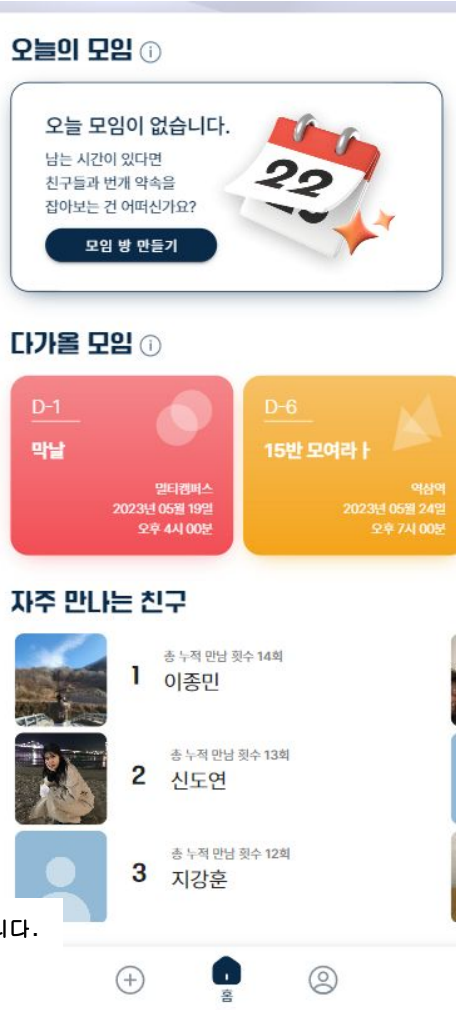 오늘의 모임
오늘 모임이 없습니다.
남는 시간이 있다면
친구들과 번개 약속을
잡아보는 건 어떠신가요?
모임 방 만들기
22
다가올 모임
D-1
막날
멀티캠퍼스
2023년 05월 19일
오후 4시 00분
D-6
15반 모여라ㅏ
역삼역
2023년 05월 24일
오후 7시 00분
자주 만나는 친구
1
총 누적 만남 횟수 14회
이종민
2
총 누적 만남 횟수 13회
신도연
3
총 누적 만남 횟수 12회
지강훈
니다.
홈